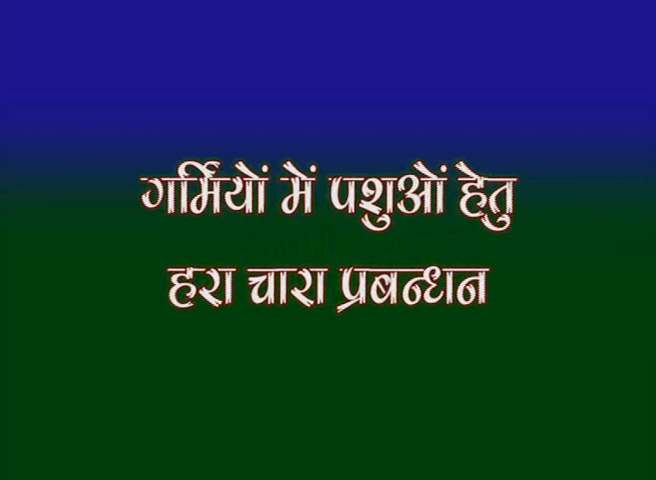 गर्मियों में पशुओं हेतु
हरा चारा प्रबन्धन